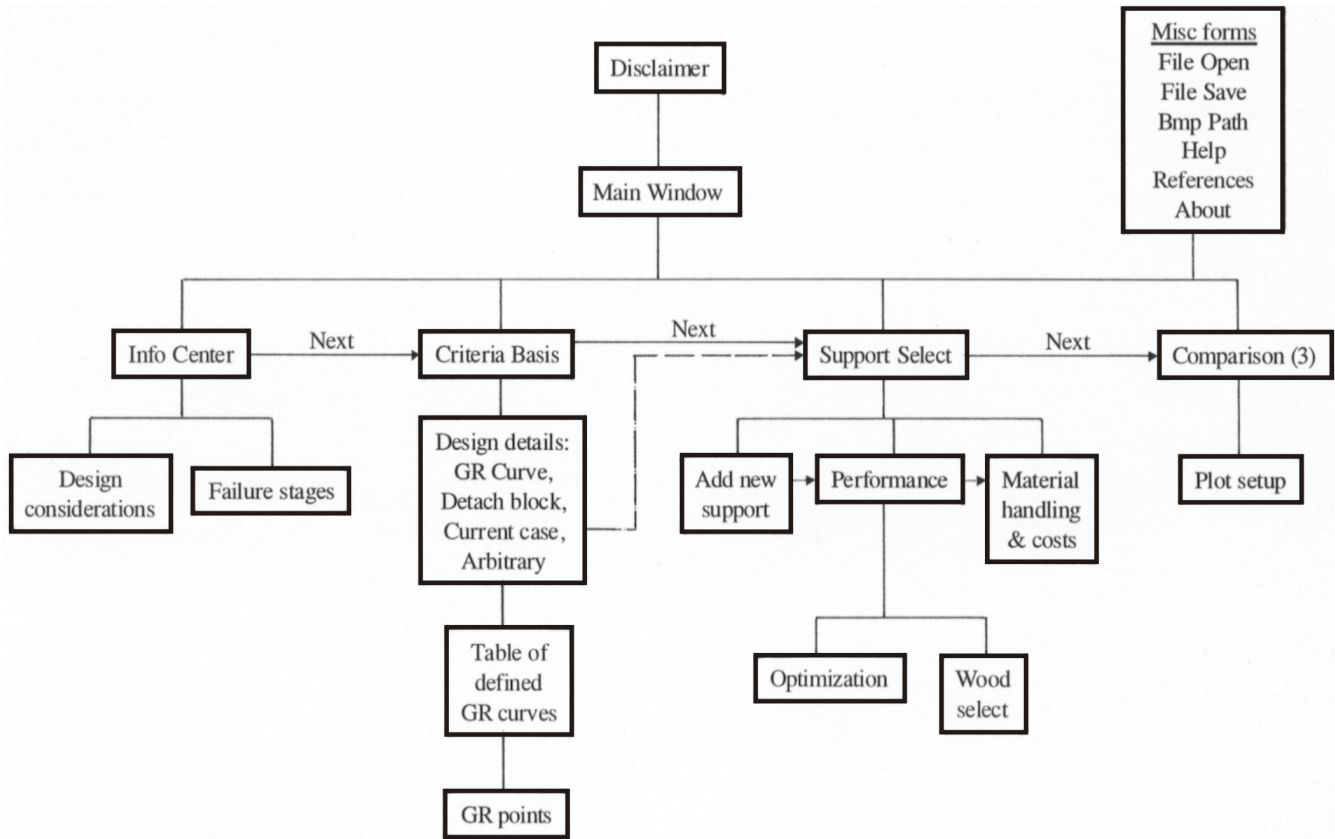 Disclaimer
Misc forms
File Open
File Save
Bmp Path
Help
References
About
Main Window
Info Center
Next
Criteria Basis
Next
Support Select
Next
Comparison (3)
Design
considerations
Failure stages
Design details:
GR Curve,
Detach block,
Current case,
Arbitrary
Add new
support
Performance
Material
handling
& costs
Plot setup
Table of
defined
GR curves
Optimization
Wood
select
GR points